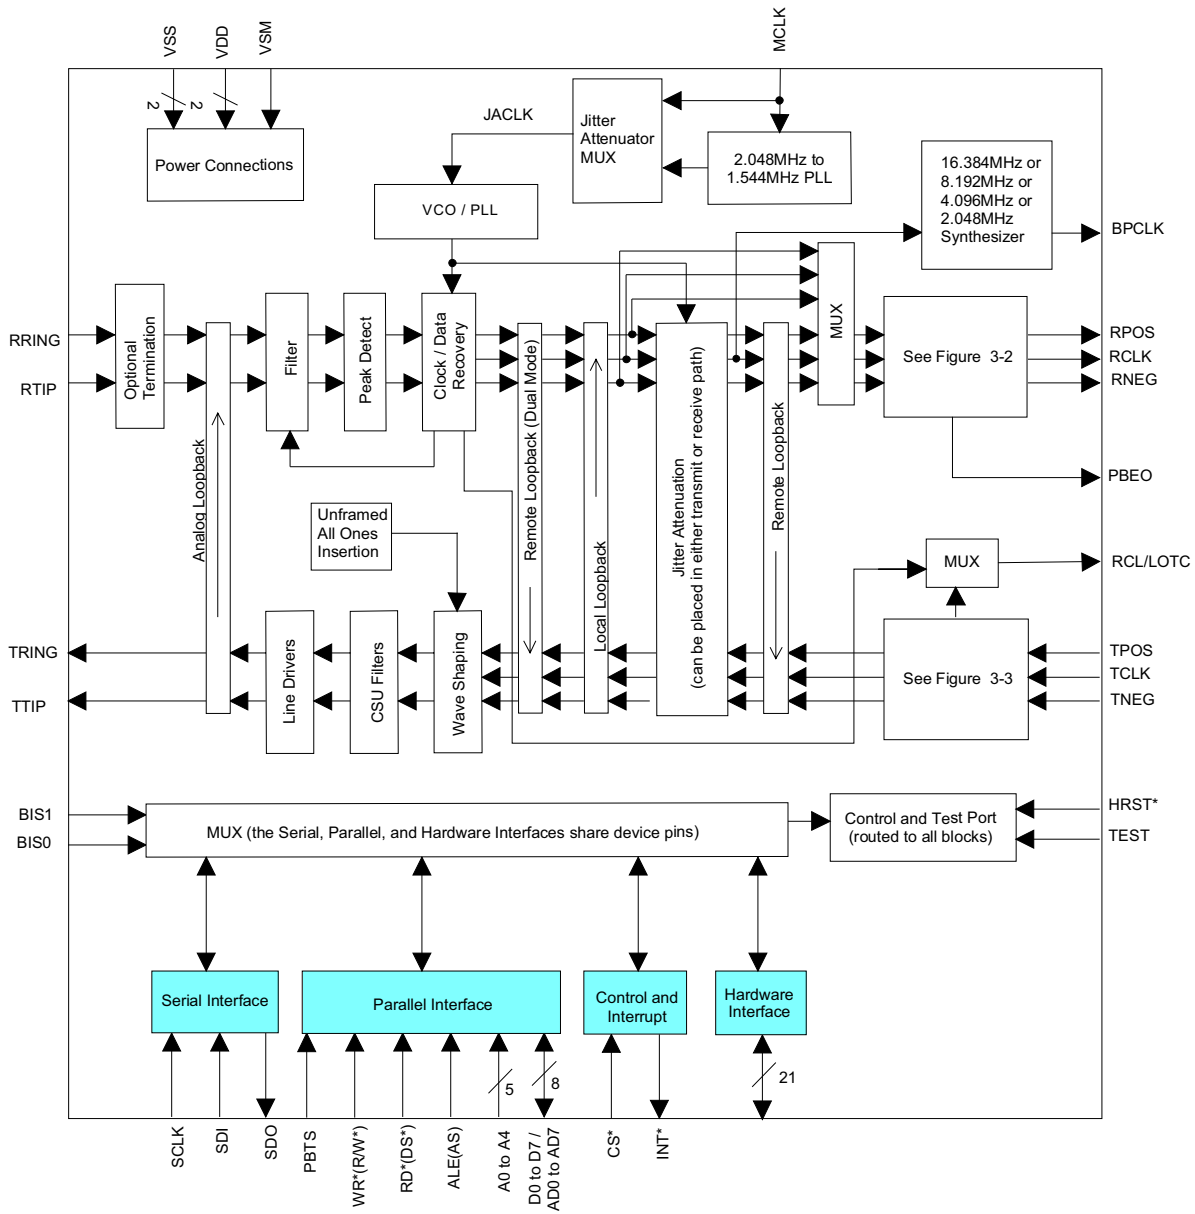 VSS
VDD
VSM
MCLK
2
2
Power Connections
JACLK
Jitter
Attenuator
MUX
2.048MHz to
1.544MHz PLL
16.384MHz or
8.192MHz or
4.096MHz or
2.048MHz
Synthesizer
BPCLK
VCO / PLL
RRING
RTIP
Optional
Termination
Filter
Peak Detect
Clock / Data
Recovery
MUX
See Figure 3-2
RPOS
RCLK
RNEG
PBEO
Analog Loopback
Remote Loopback (Dual Mode)
Local Loopback
Jitter Attenuation
(can be placed in either transmit or receive path)
Remote Loopback
Unframed
All Ones
Insertion
MUX
RCL/LOTC
TRING
TTIP
Line Drivers
CSU Filters
Wave Shaping
See Figure 3-3
TPOS
TCLK
TNEG
BIS1
BIS0
MUX (the Serial, Parallel, and Hardware Interfaces share device pins)
Control and Test Port
(routed to all blocks)
HRST*
TEST
Serial Interface
Parallel Interface
Control and
Interrupt
Hardware
Interface
5
8
21
SCLK
SDI
SDO
PBTS
WR*(R/W*)
RD*(DS*)
ALE(AS)
A0 to A4
D0 to D7 /
AD0 to AD7
CS*
INT*